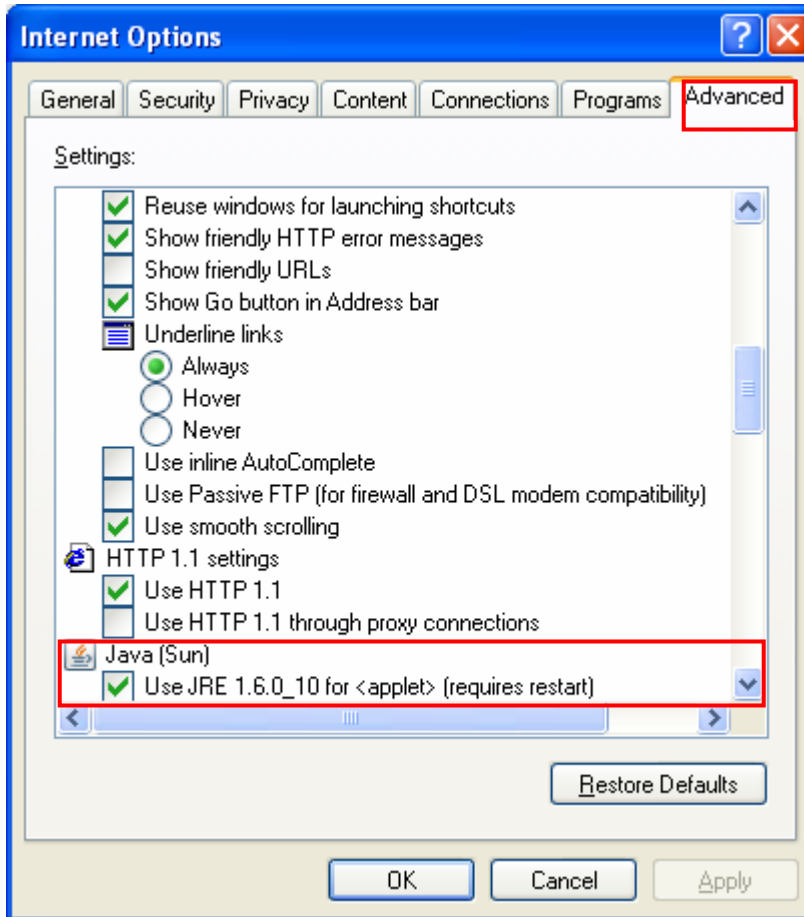 Internet Options
General Security Privacy Content Connections Programs Advanced
Settings:
Reuse windows for launching shortcuts
Show friendly HTTP error messages
Show friendly URLs
Show Go button in Address bar
Underline links
Always
Hover
Never
Use inline AutoComplete
Use Passive FTP (for firewall and DSL modem compatibility)
Use smooth scrolling
HTTP 1.1 settings
Use HTTP 1.1
Use HTTP 1.1 through proxy connections
Java (Sun)
Use JRE 1.6.0_10 for <applet> (requires restart)
Restore Defaults
OK Cancel Apply